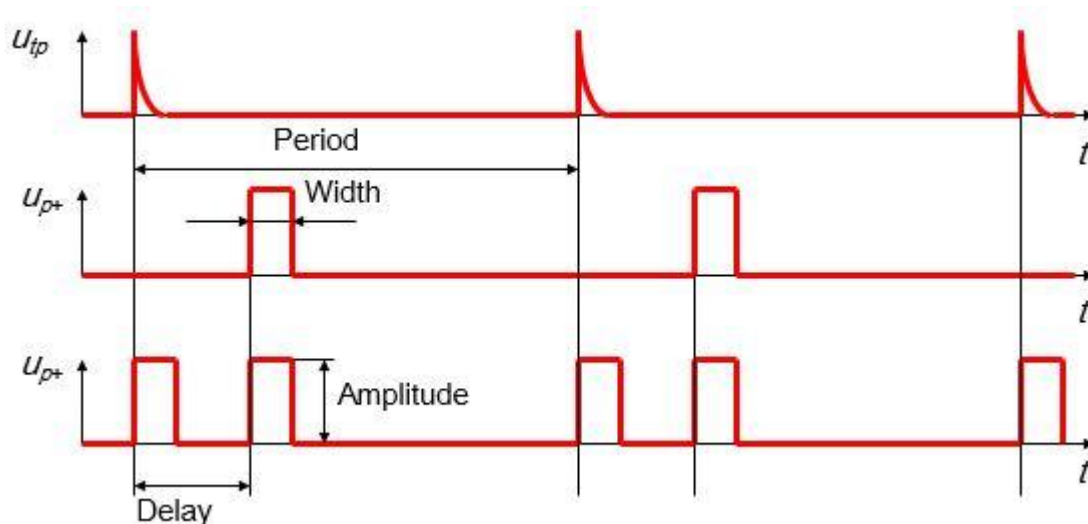 u_tp
Period
t
u_p+
Width
t
u_p+
Amplitude
t
Delay